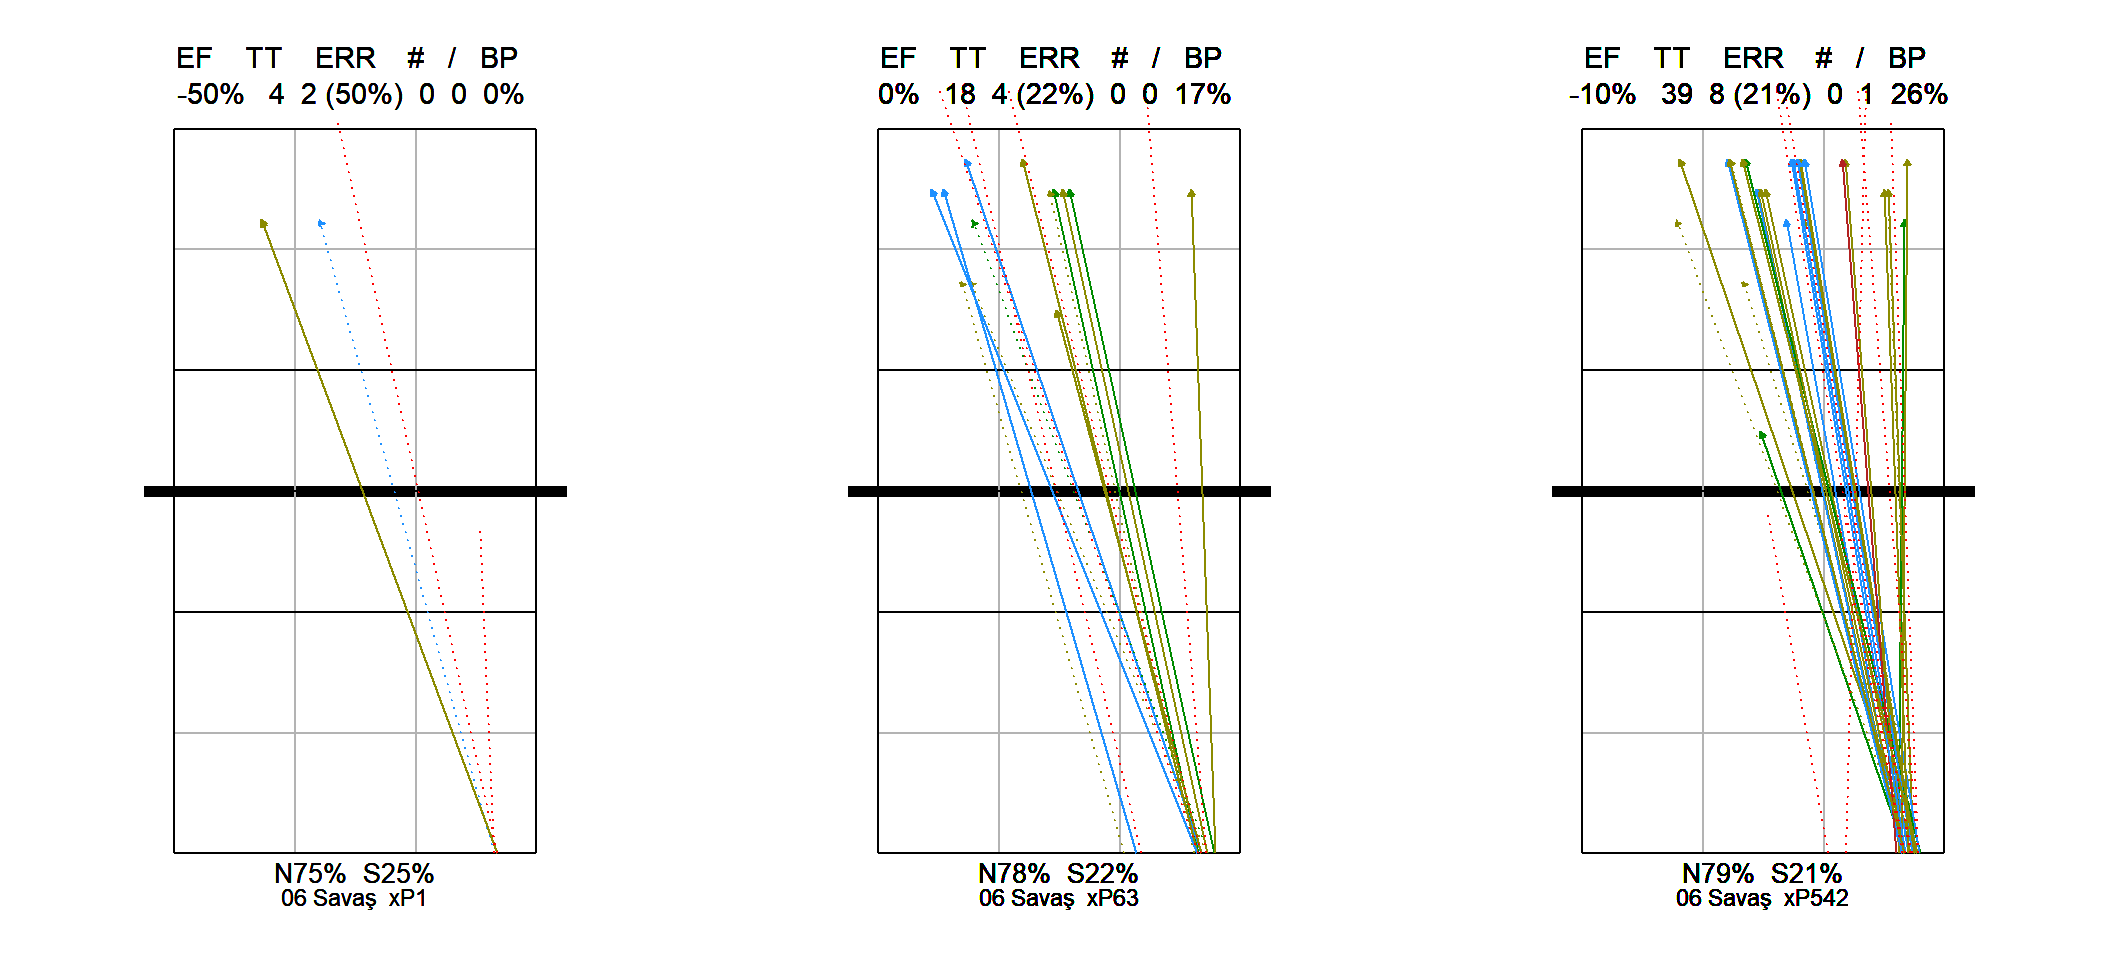 EF TT ERR # / BP
-50% 4 2 (50%) 0 0 0%
N75% S25%
06 Savaş xP1
EF TT ERR # / BP
0% 18 4 (22%) 0 0 17%
N78% S22%
06 Savaş xP63
EF TT ERR # / BP
-10% 39 8 (21%) 0 1 26%
N79% S21%
06 Savaş xP542